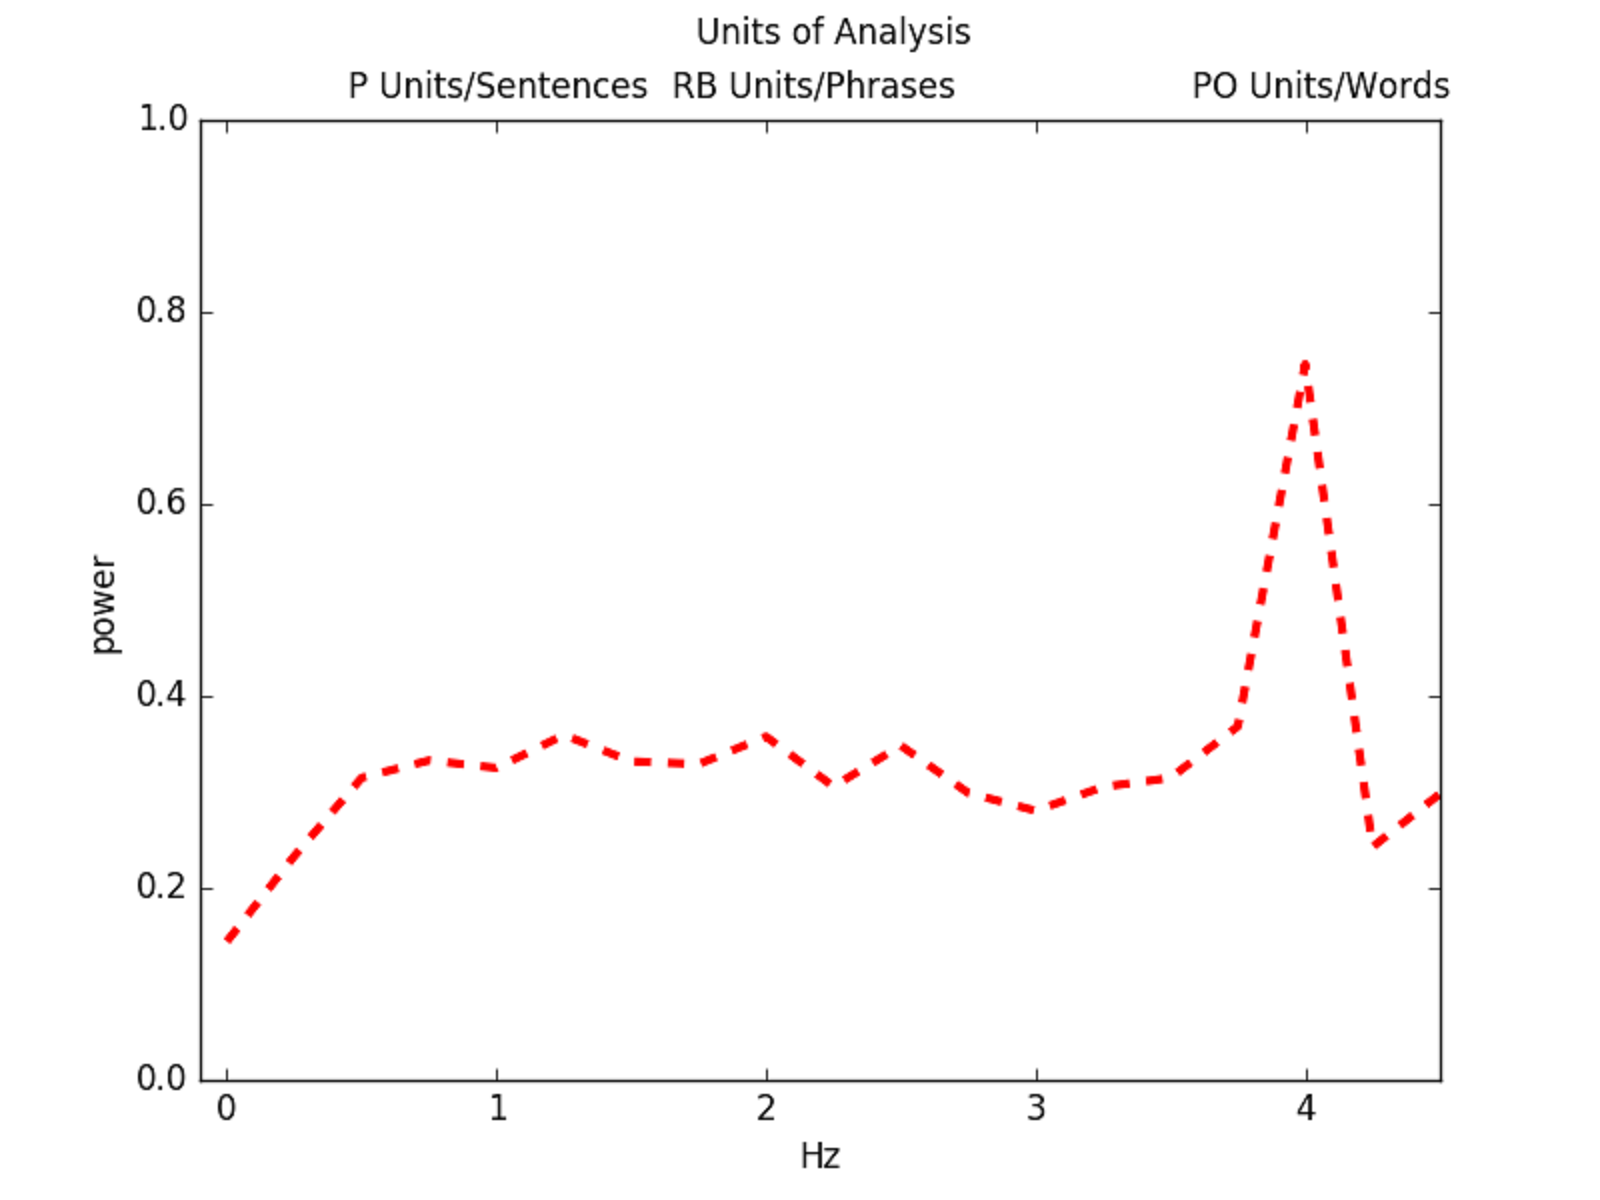 Units of Analysis
P Units/Sentences RB Units/Phrases PO Units/Words
1.0
0.8
0.6
0.4
0.2
0.0
power
0 1 2 3 4
Hz